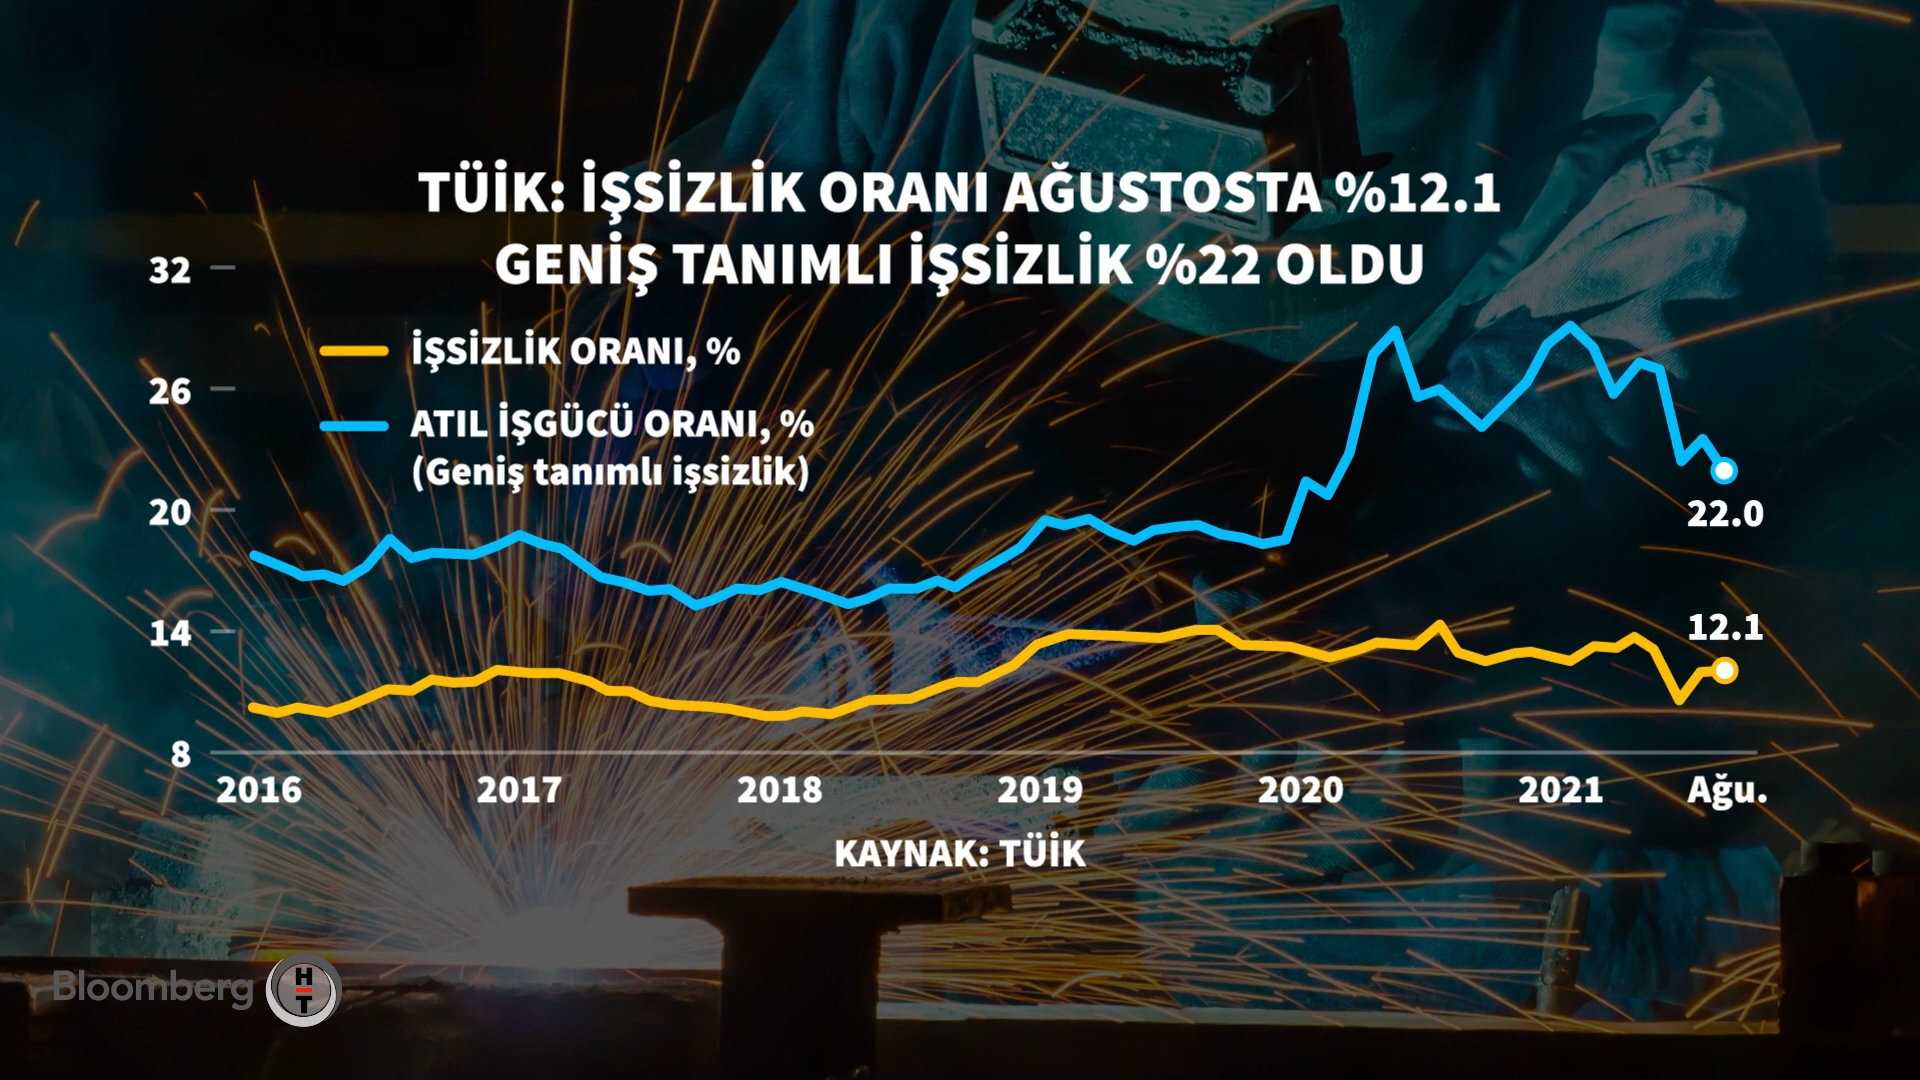 TÜİK: İŞSİZLİK ORANI AĞUSTOSTA %12.1
GENİŞ TANIMLI İŞSİZLİK %22 OLDU
İŞSİZLİK ORANI, %
ATIL İŞGÜCÜ ORANI, %
(Geniş tanımlı işsizlik)
32
26
20
14
8
22.0
12.1
2016 2017 2018 2019 2020 2021 Ağu.
KAYNAK: TÜİK
Bloomberg HT